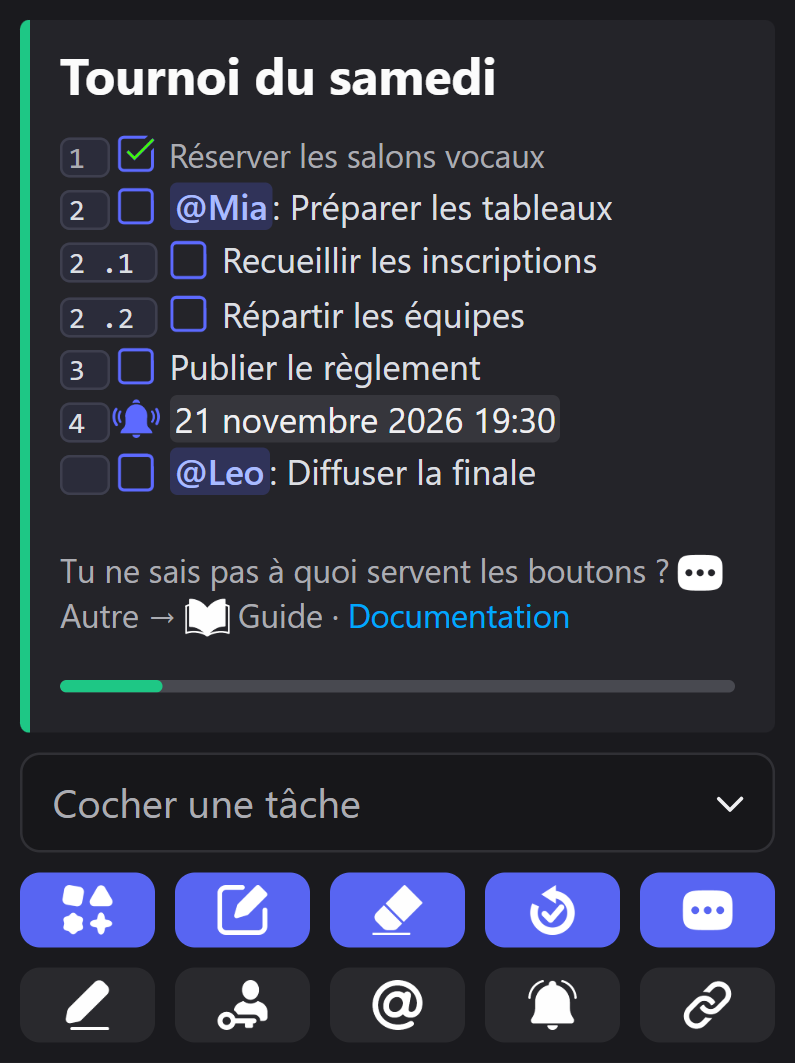 Tournoi du samedi
1 Réserver les salons vocaux
2 @Mia: Préparer les tableaux
2 .1 Recueillir les inscriptions
2 .2 Répartir les équipes
3 Publier le règlement
4 21 novembre 2026 19:30
@Leo: Diffuser la finale
Tu ne sais pas à quoi servent les boutons ?
Autre → Guide · Documentation
Cocher une tâche